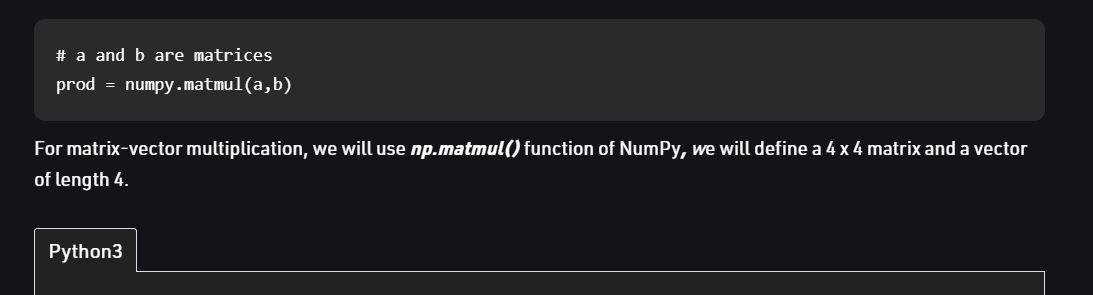 # a and b are matrices
prod = numpy.matmul(a,b)
For matrix-vector multiplication, we will use np.matmul() function of NumPy, we will define a 4 x 4 matrix and a vector
of length 4.
Python3